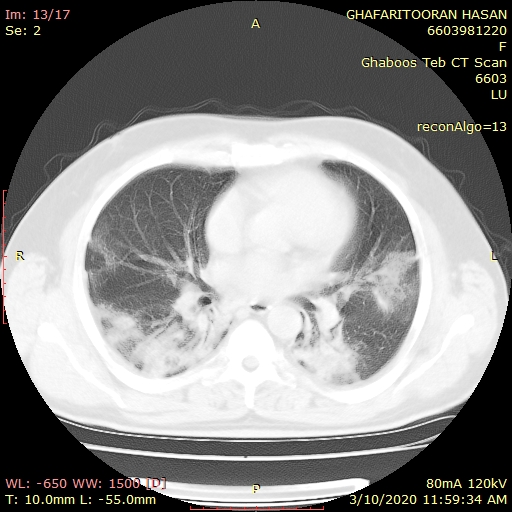 Im: 13/17
Se: 2
A
GHAFARITOORAN HASAN
6603981220
F
Ghaboos Teb CT Scan
6603
LU
reconAlgo=13
R
L
WL: -650 WW: 1500 [D]
T: 10.0mm L: -55.0mm
P
80mA 120kV
3/10/2020 11:59:34 AM